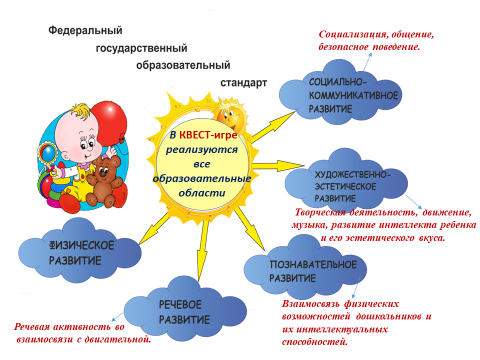 Федеральный
государственный
образовательный
стандарт
Социализация, общение,
безопасное поведение.
СОЦИАЛЬНО-
КОММУНИКАТИВНОЕ
РАЗВИТИЕ
В КВЕСТ-игре
реализуются
все
образовательные
области
ХУДОЖЕСТВЕННО-
ЭСТЕТИЧЕСКОЕ
РАЗВИТИЕ
Творческая деятельность, движение,
музыка, развитие интеллекта ребенка
и его эстетического вкуса.
ФИЗИЧЕСКОЕ
РАЗВИТИЕ
ПОЗНАВАТЕЛЬНОЕ
РАЗВИТИЕ
РЕЧЕВОЕ
РАЗВИТИЕ
Взаимосвязь физических
возможностей дошкольников и
их интеллектуальных
способностей.
Речевая активность во
взаимосвязи с двигательной.